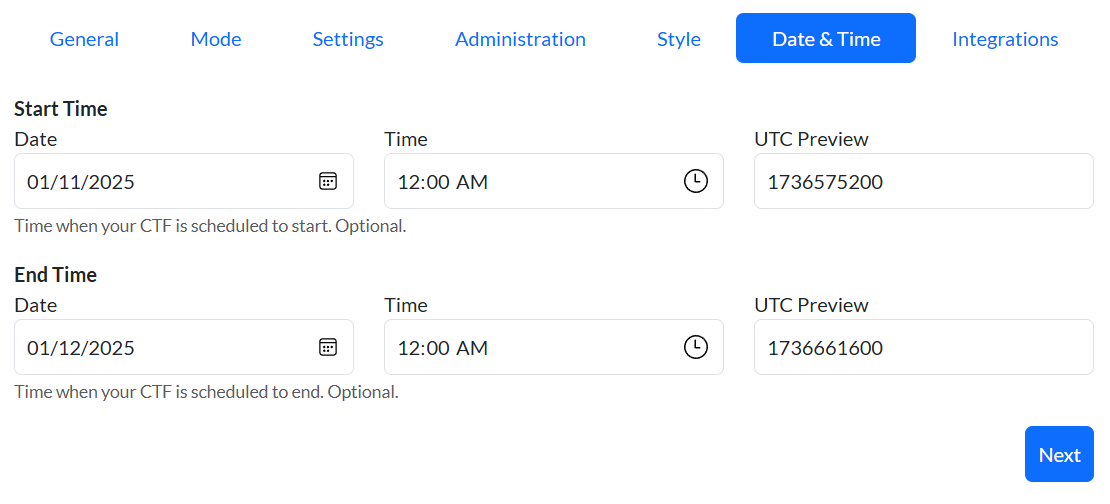 General Mode Settings Administration Style Date & Time Integrations
Start Time
Date Time UTC Preview
01/11/2025 12:00 AM 1736575200
Time when your CTF is scheduled to start. Optional.
End Time
Date Time UTC Preview
01/12/2025 12:00 AM 1736661600
Time when your CTF is scheduled to end. Optional.
Next